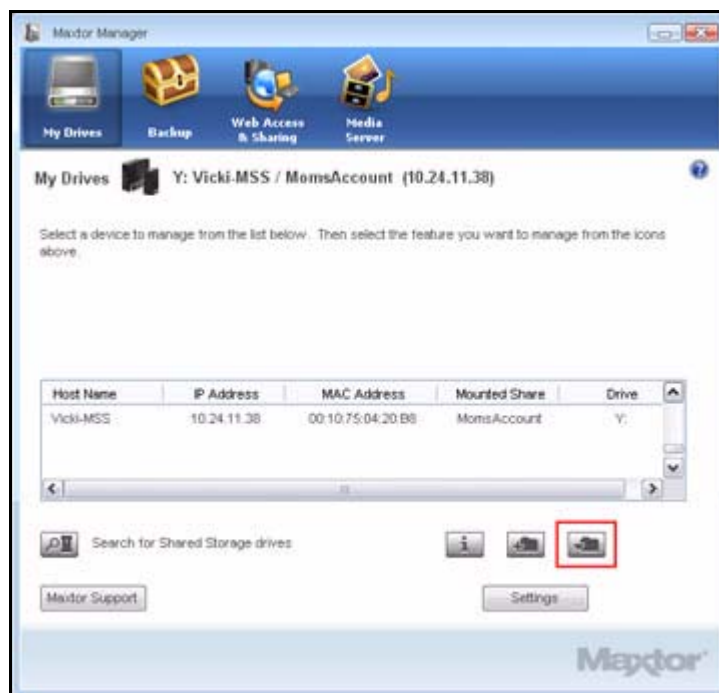 Maxtor Manager
My Drives
Backup
Web Access
& Sharing
Media
Server
My Drives
Y: Vicki-MSS / MomsAccount (10.24.11.38)
Select a device to manage from the list below. Then select the feature you want to manage from the icons
above.
Host Name IP Address MAC Address Mounted Share Drive
Vicki-MSS 10.24.11.38 00:10:75:04:20:B8 MomsAccount Y:
Search for Shared Storage drives
Maxtor Support
Settings
Maxtor